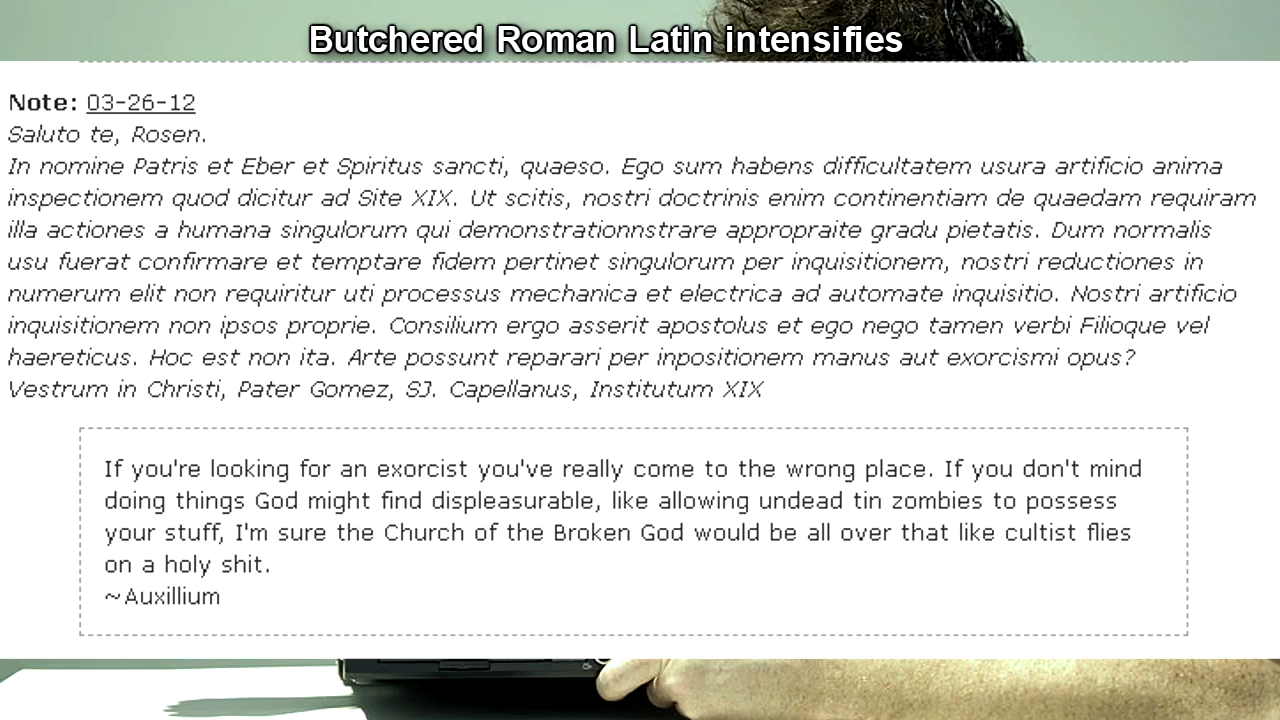 Butchered Roman Latin intensifies
Note: 03-26-12
Saluto te, Rosen.
In nomine Patris et Eber et Spiritus sancti, quaeso. Ego sum habens difficultatem usura artificio anima
inspectionem quod dicitur ad Site XIX. Ut scitis, nostri doctrinis enim continentiam de quaedam requiram
illa actiones a humana singulorum qui demonstrationnstrare appropraite gradu pietatis. Dum normalis
usu fuerat confirmare et temptare fidem pertinet singulorum per inquisitionem, nostri reductiones in
numerum elit non requiritur uti processus mechanica et electrica ad automate inquisitio. Nostri artificio
inquisitionem non ipsos proprie. Consilium ergo asserit apostolus et ego nego tamen verbi Filioque vel
haereticus. Hoc est non ita. Arte possunt reparari per inpositionem manus aut exorcismi opus?
Vestrum in Christi, Pater Gomez, SJ. Capellanus, Institutum XIX
If you're looking for an exorcist you've really come to the wrong place. If you don't mind
doing things God might find displeasurable, like allowing undead tin zombies to possess
your stuff, I'm sure the Church of the Broken God would be all over that like cultist flies
on a holy shit.
~Auxillium